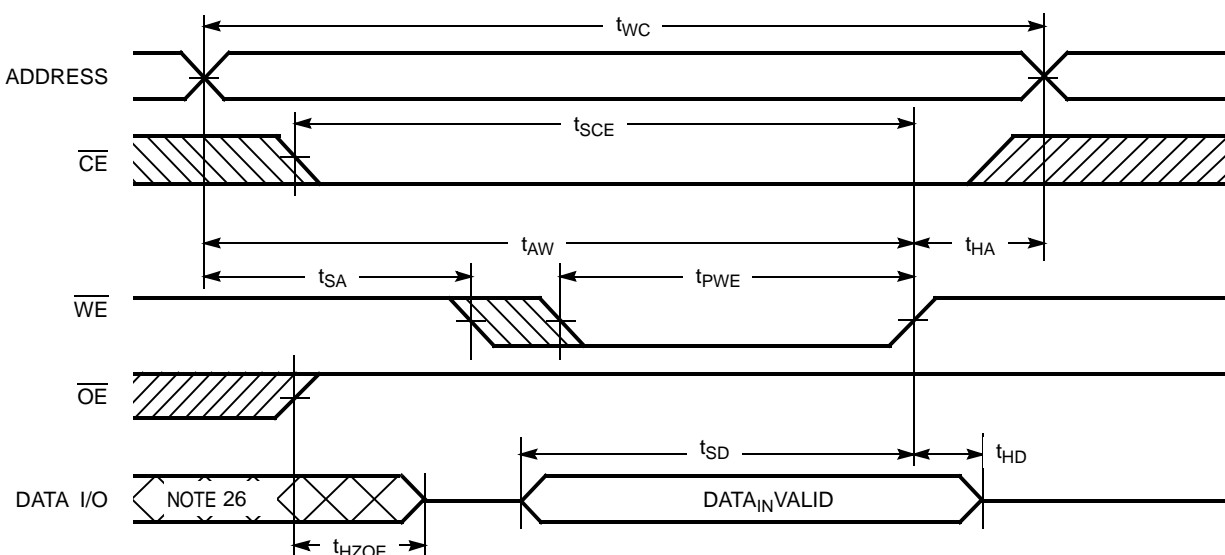 tWC
ADDRESS
tSCE
CE
tAW
tHA
tSA
tPWE
WE
OE
tSD
tHD
DATA I/O
NOTE 26
DATAINVALID
tHZOE